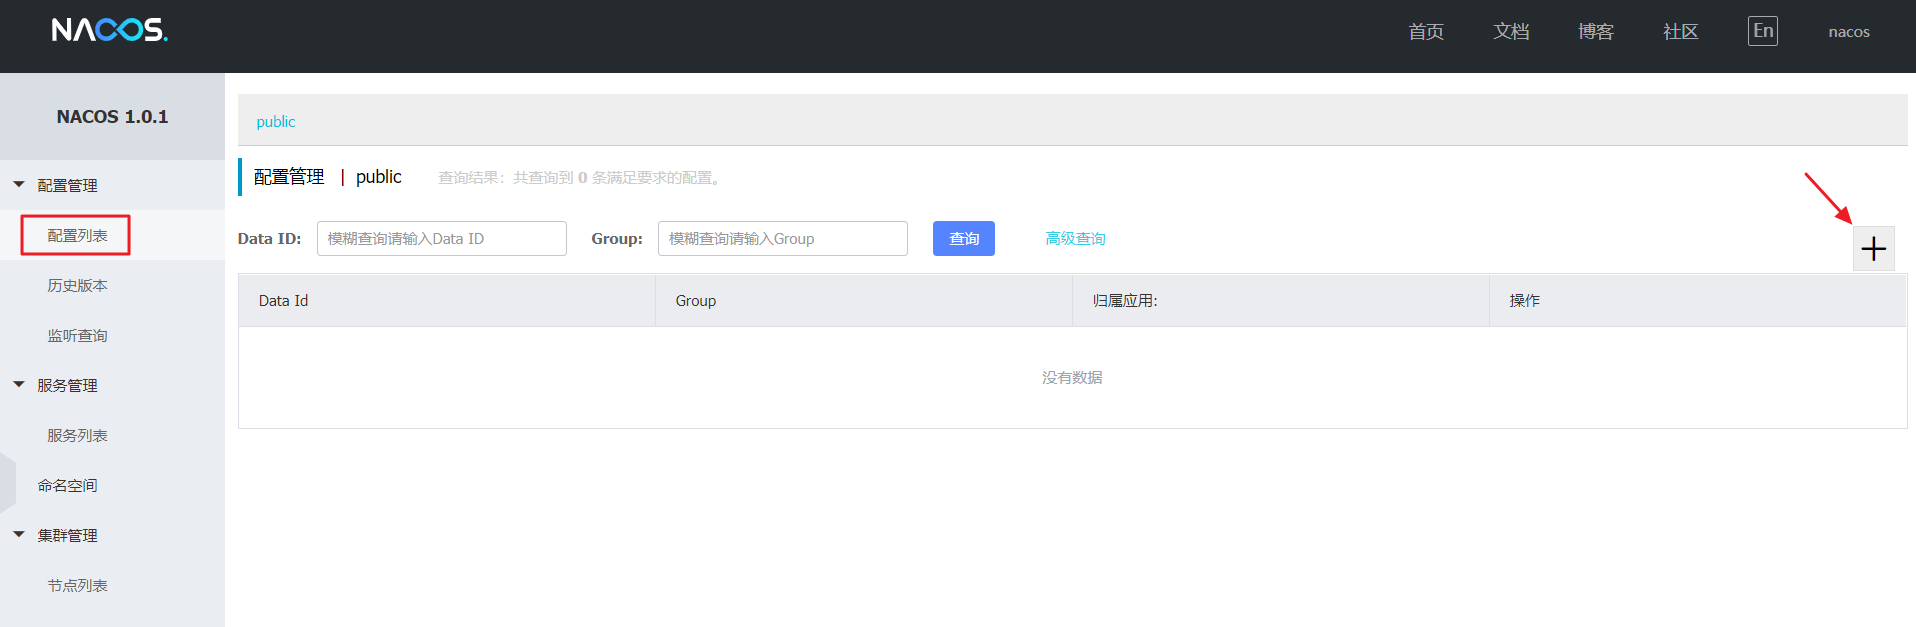 NACOS.
首页 文档 博客 社区 En nacos
NACOS 1.0.1
配置管理
配置列表
历史版本
监听查询
服务管理
服务列表
命名空间
集群管理
节点列表
public
配置管理 | public 查询结果：共查询到 0 条满足要求的配置。
Data ID: 模糊查询请输入Data ID Group: 模糊查询请输入Group 查询 高级查询
Data Id Group 归属应用: 操作
没有数据